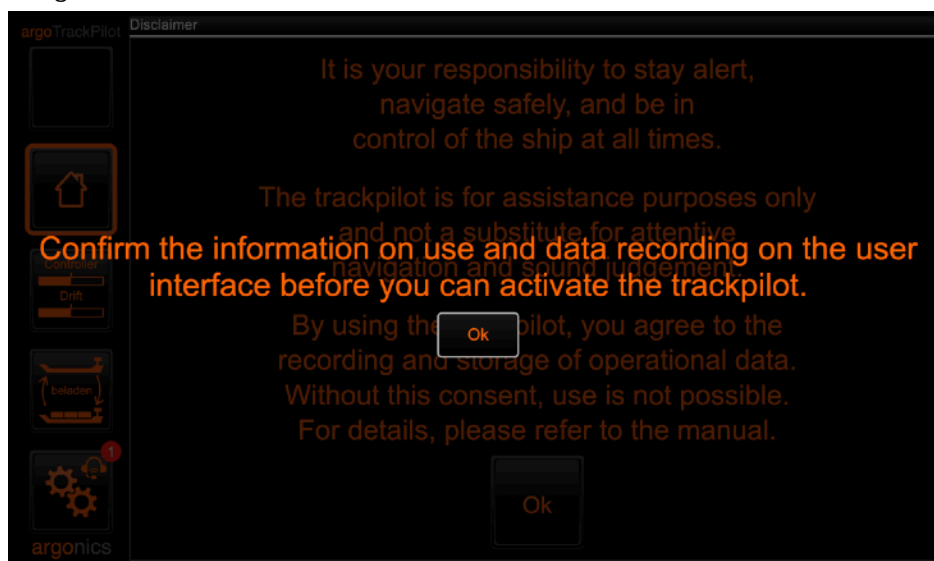 argoTrackPilot
Disclaimer
It is your responsibility to stay alert,
navigate safely, and be in
control of the ship at all times.
The trackpilot is for assistance purposes only
and not a substitute for attentive
navigation and sound judgement.
Confirm the information on use and data recording on the user
interface before you can activate the trackpilot.
Ok
By using the pilot, you agree to the
recording and storage of operational data.
Without this consent, use is not possible.
For details, please refer to the manual.
Ok
Controller
Drift
beladen
1
argonics